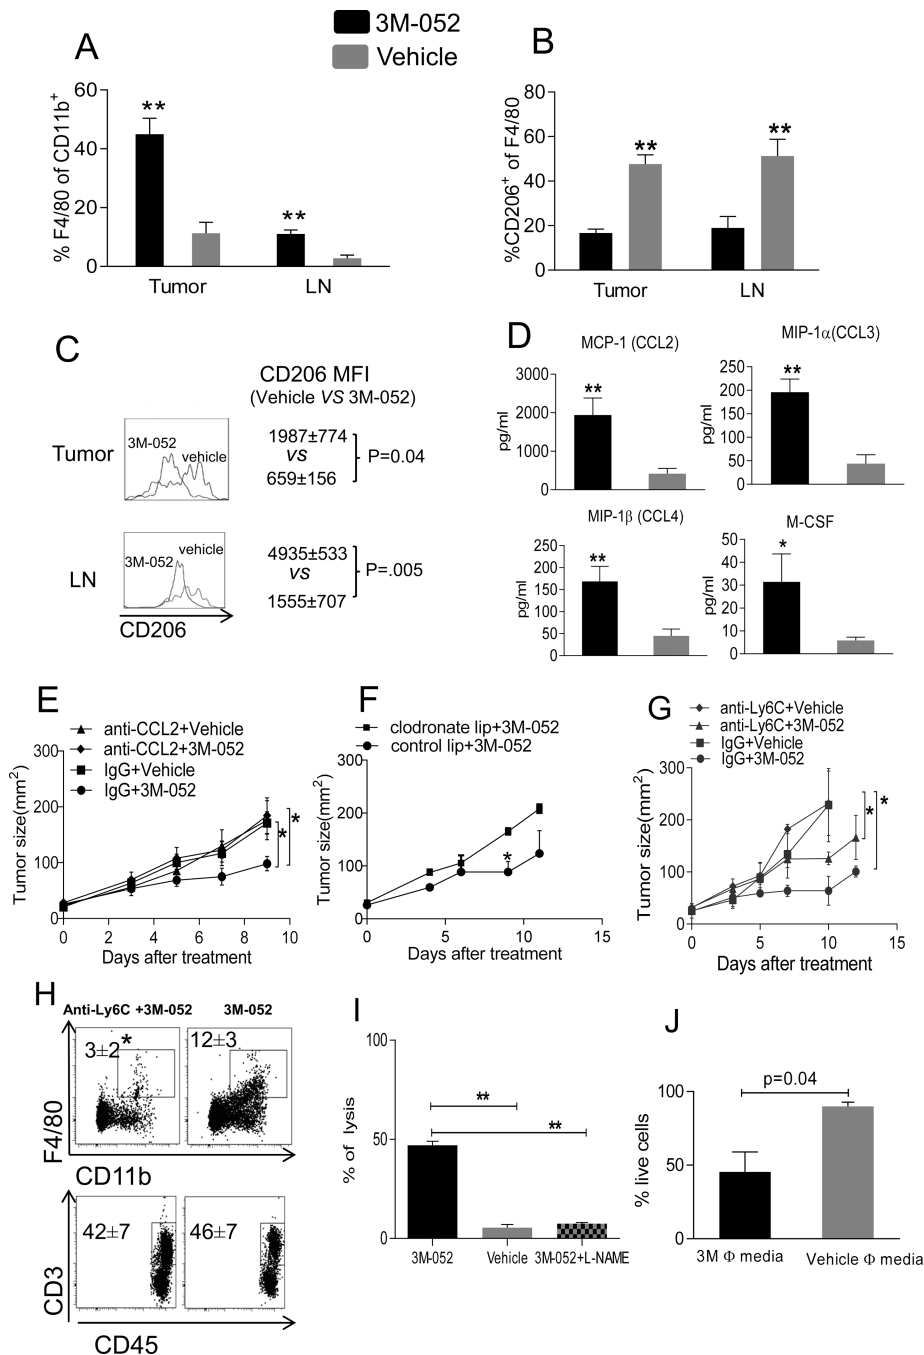 3M-052
Vehicle
A
% F4/80 of CD11b+
60
40
20
0
**
**
Tumor
LN
B
%CD206+ of F4/80
80
60
40
20
0
**
**
Tumor
LN
C
CD206 MFI
(Vehicle VS 3M-052)
Tumor
3M-052
vehicle
1987±774
VS
659±156
P=0.04
LN
vehicle
3M-052
4935±533
VS
1555±707
P=.005
CD206
D
MCP-1 (CCL2)
pg/ml
3000
2000
1000
0
**
MIP-1α(CCL3)
pg/ml
250
200
150
100
50
0
**
MIP-1β (CCL4)
pg/ml
250
200
150
100
50
0
**
M-CSF
pg/ml
50
40
30
20
10
0
*
E
anti-CCL2+Vehicle
anti-CCL2+3M-052
IgG+Vehicle
IgG+3M-052
Tumor size(mm2)
300
200
100
0
0 2 4 6 8 10
Days after treatment
*
*
F
clodronate lip+3M-052
control lip+3M-052
Tumor size(mm2)
300
200
100
0
0 5 10 15
Days after treatment
*
G
anti-Ly6C+Vehicle
anti-Ly6C+3M-052
IgG+Vehicle
IgG+3M-052
Tumor size(mm2)
300
200
100
0
0 5 10 15
Days after treatment
*
*
H
Anti-Ly6C +3M-052
3M-052
3±2
*
12±3
F4/80
CD11b
42±7
46±7
CD3
CD45
I
% of lysis
100
50
0
**
**
3M-052 Vehicle 3M-052+L-NAME
J
% live cells
100
50
0
p=0.04
3M Φ media
Vehicle Φ media